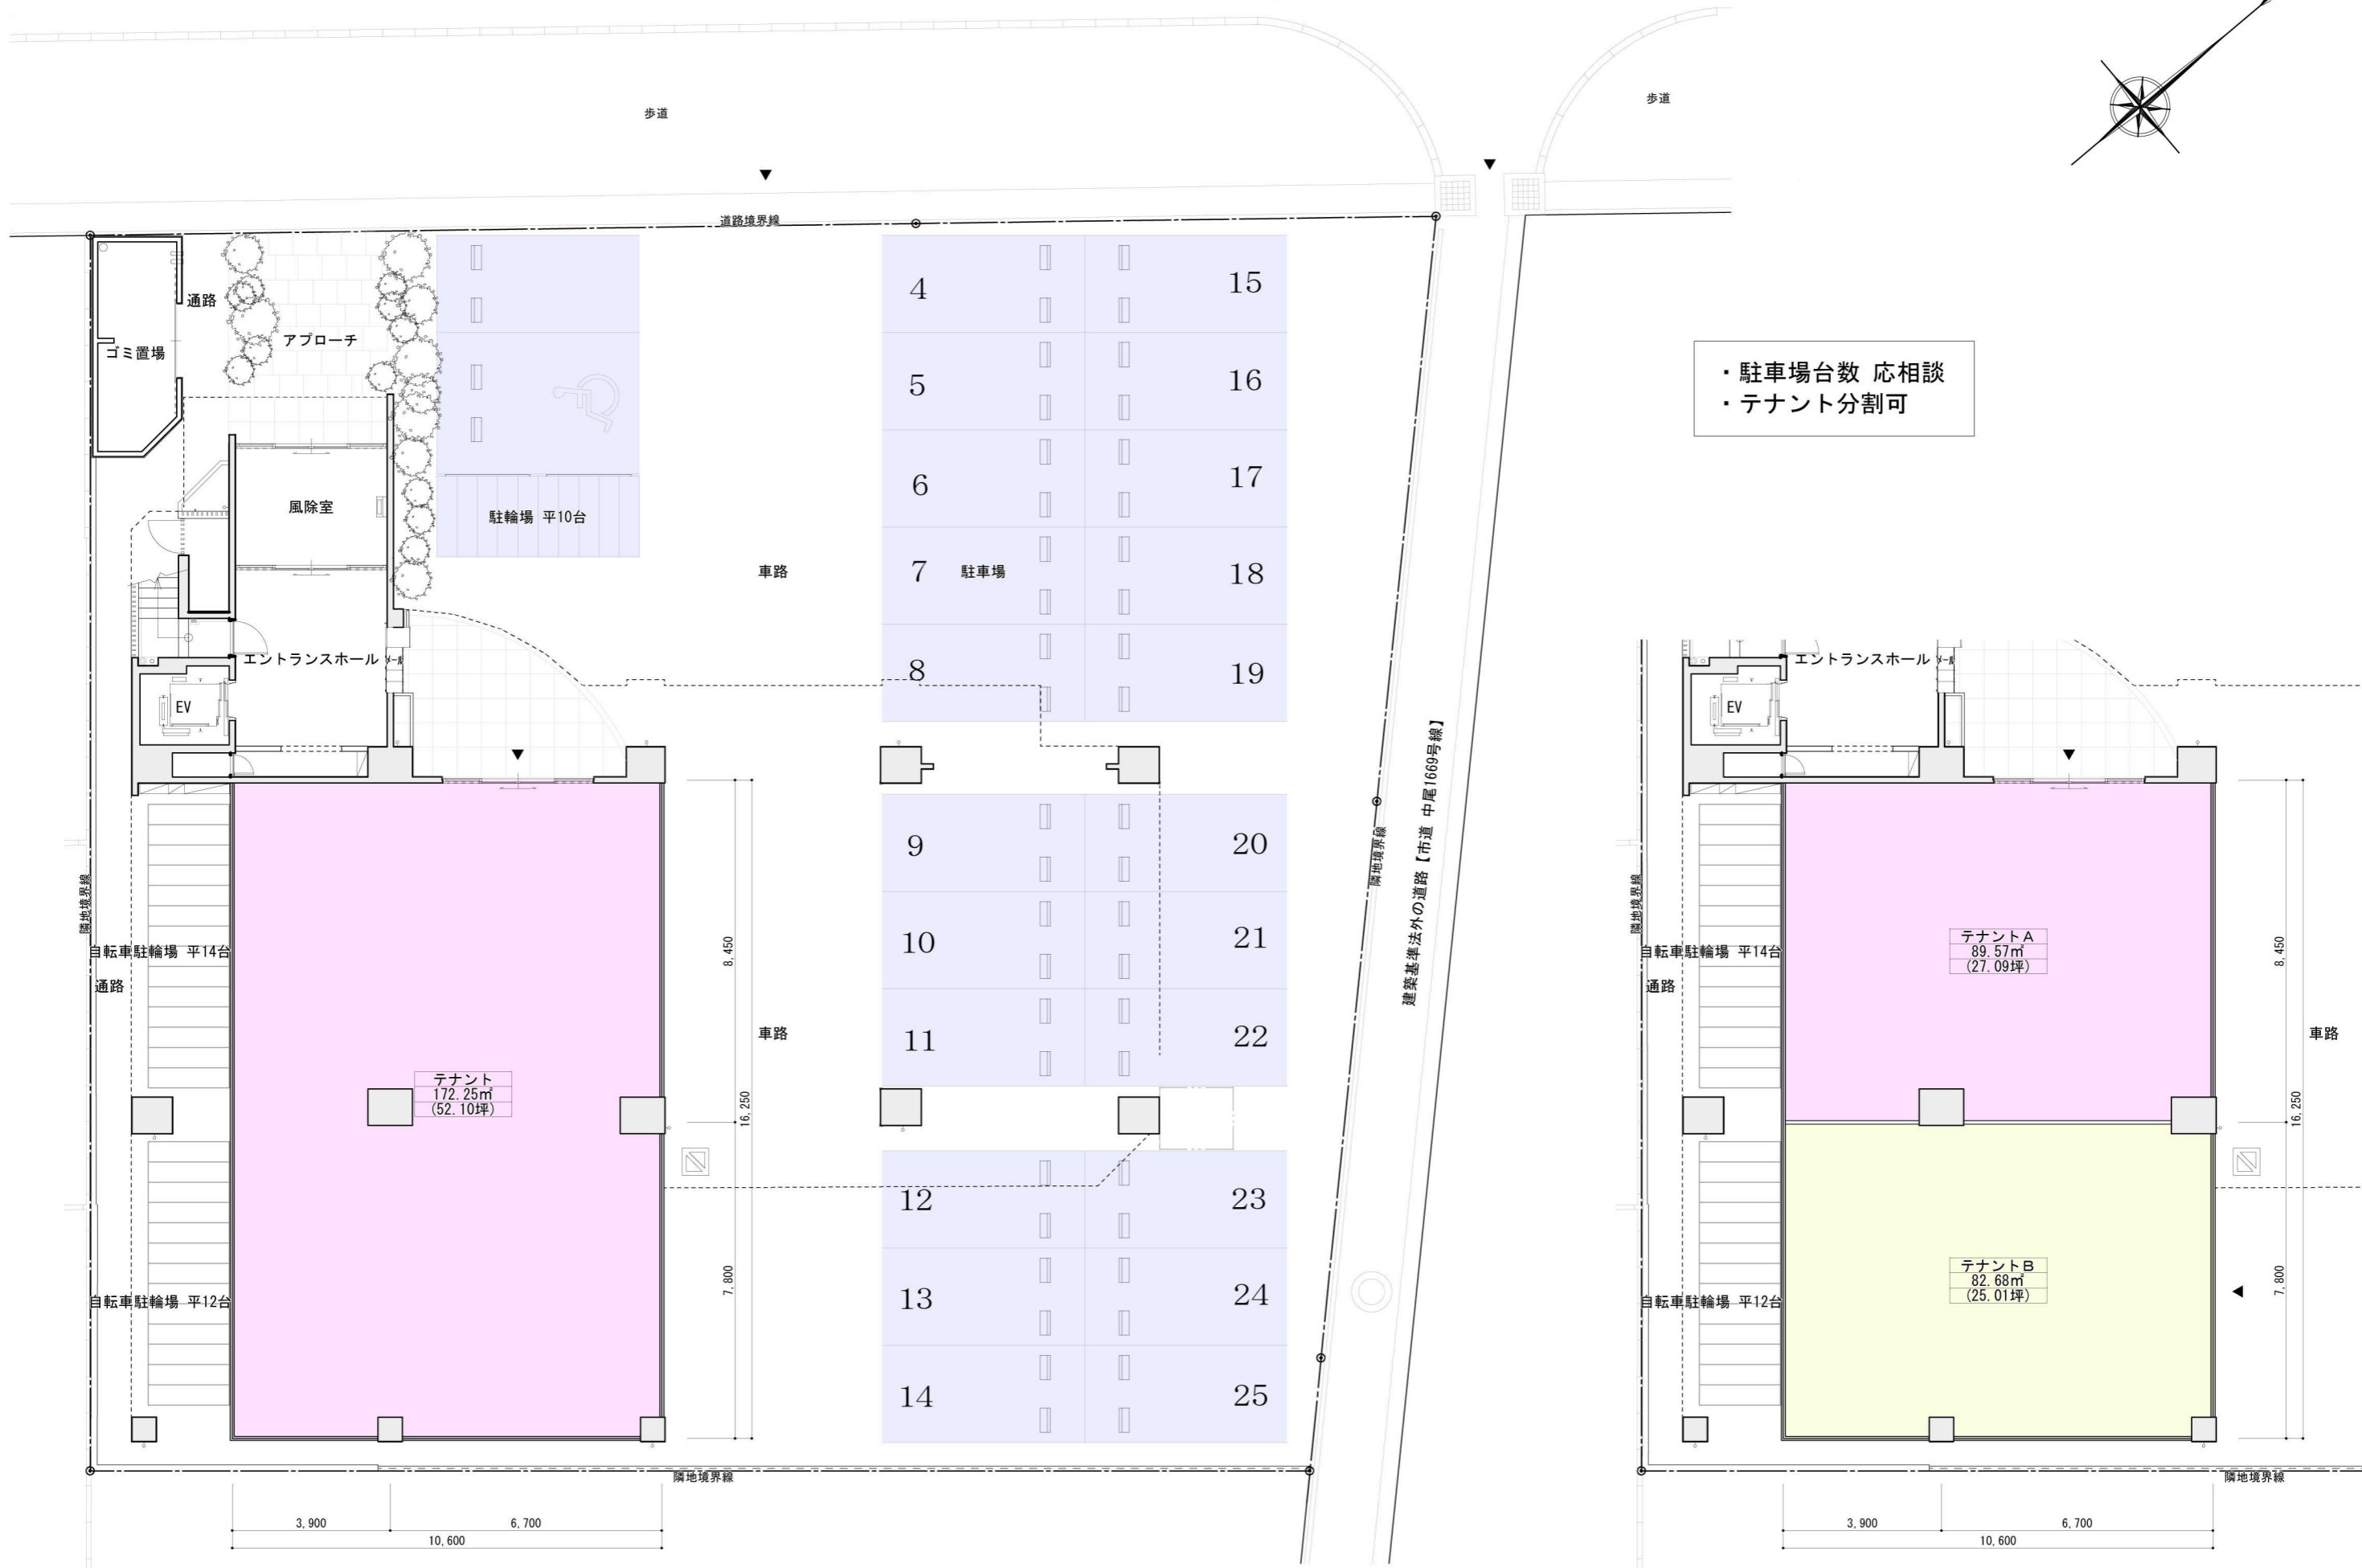 歩道
歩道
道路境界線
通路
ゴミ置場
アプローチ
4
15
5
16
6
17
7
駐車場
18
8
19
・駐車場台数 応相談
・テナント分割可
風除室
駐輪場 平10台
車路
エントランスホール
メール
EV
9
20
10
21
11
22
12
23
13
24
14
25
建築基準法外の道路【市道 中尾1669号線】
隣地境界線
隣地境界線
自転車駐輪場 平14台
通路
自転車駐輪場 平12台
テナント
172.25㎡
(52.10坪)
8,450
16,250
7,800
車路
隣地境界線
3,900
6,700
10,600
エントランスホール
メール
EV
隣地境界線
自転車駐輪場 平14台
通路
自転車駐輪場 平12台
テナントA
89.57㎡
(27.09坪)
テナントB
82.68㎡
(25.01坪)
8,450
16,250
7,800
車路
隣地境界線
3,900
6,700
10,600